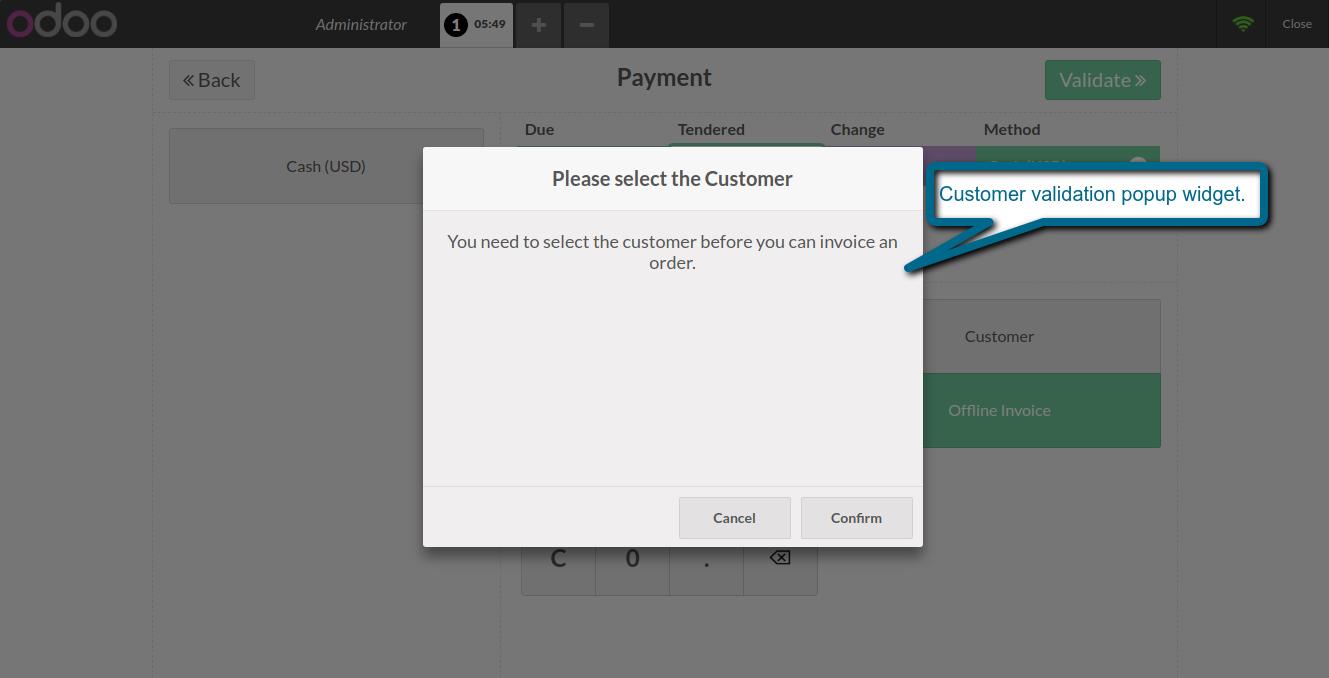 odoo
Administrator
1 05:49
Close
Back
Payment
Validate
Due Tendered Change Method
Cash (USD)
Please select the Customer
Customer validation popup widget.
You need to select the customer before you can invoice an
order.
Customer
Offline Invoice
Cancel Confirm
C 0 .